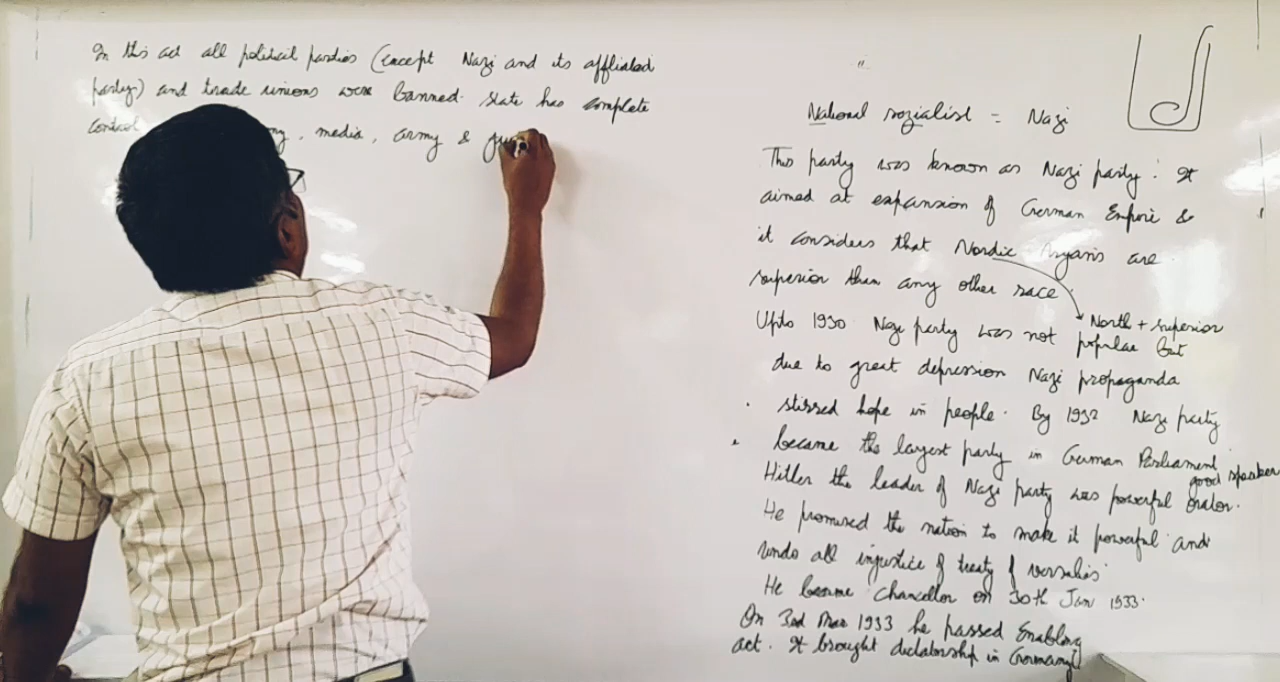 In this act all political parties (except Nazi and its affliated
party) and trade unions were banned. State has complete
control , media, army &
National sozialist = Nazi
This party was known as Nazi party. It
aimed at expansion of German Empire &
it considers that Nordic Aryans are
superior than any other race.
North + superior
Upto 1930 Nazi party was not popular but
due to great depression Nazi propaganda
stirred hope in people. By 1932 Nazi party
became the largest party in German Parliament
good speaker
Hitler the leader of Nazi party was powerful orator.
He promised the nation to make it powerful and
undo all injustice of treaty of
He became Chancellor on 30th Jan 1933.
On 3rd Mar 1933 he passed Enabling
act. It brought dictatorship in Germany